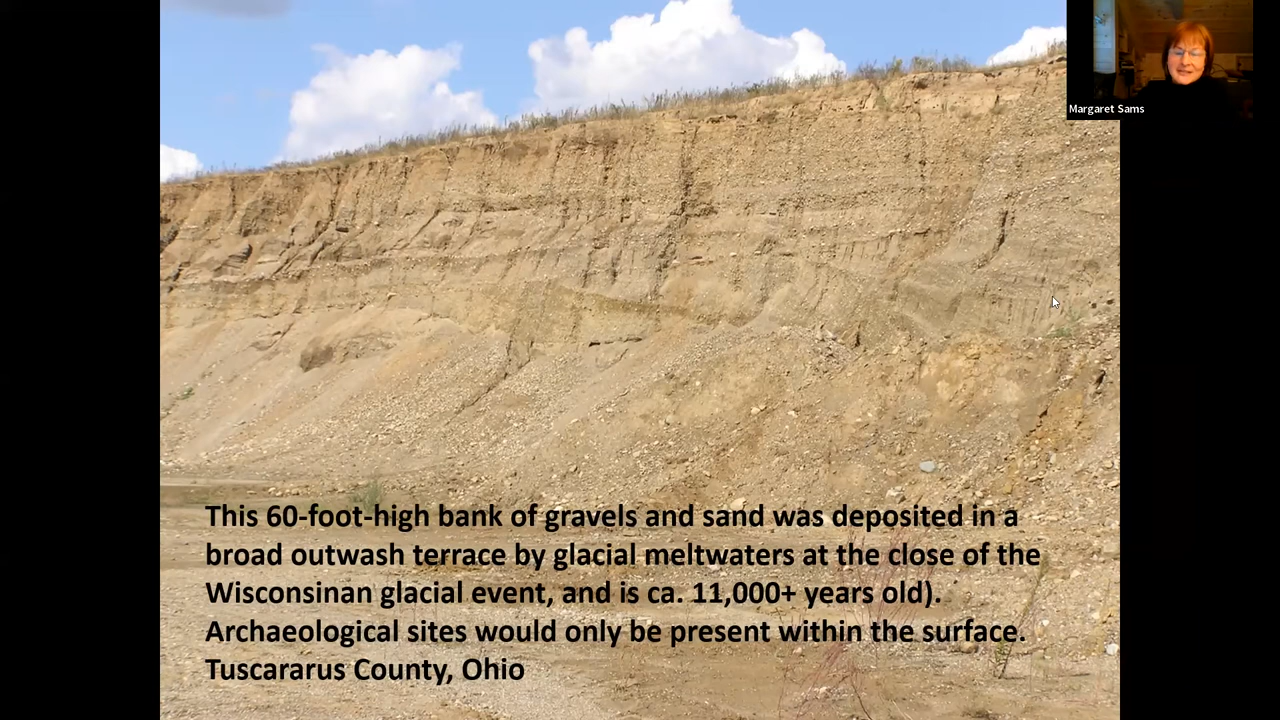 Margaret Sams
This 60-foot-high bank of gravels and sand was deposited in a
broad outwash terrace by glacial meltwaters at the close of the
Wisconsinan glacial event, and is ca. 11,000+ years old).
Archaeological sites would only be present within the surface.
Tuscararus County, Ohio